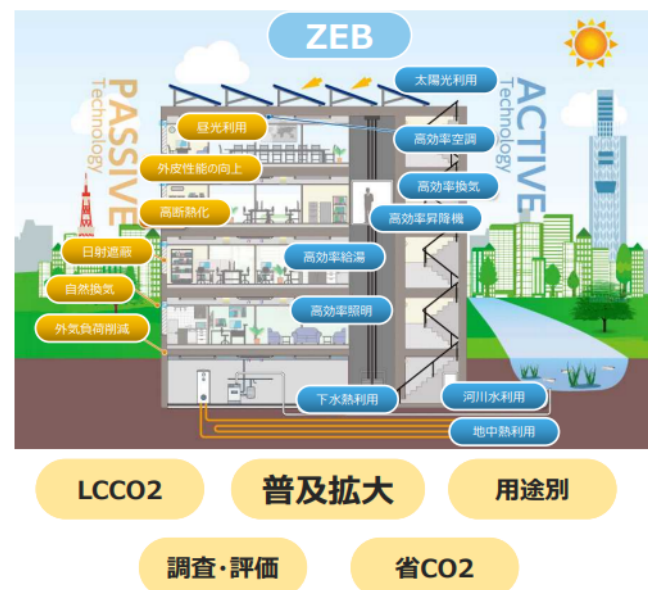 ZEB
PASSIVE
Technology
ACTIVE
Technology
太陽光利用
昼光利用
高効率空調
外皮性能の向上
高効率換気
高断熱化
高効率昇降機
日射遮蔽
高効率給湯
自然換気
高効率照明
外気負荷削減
下水熱利用
河川水利用
地中熱利用
LCCO2
普及拡大
用途別
調査・評価
省CO2